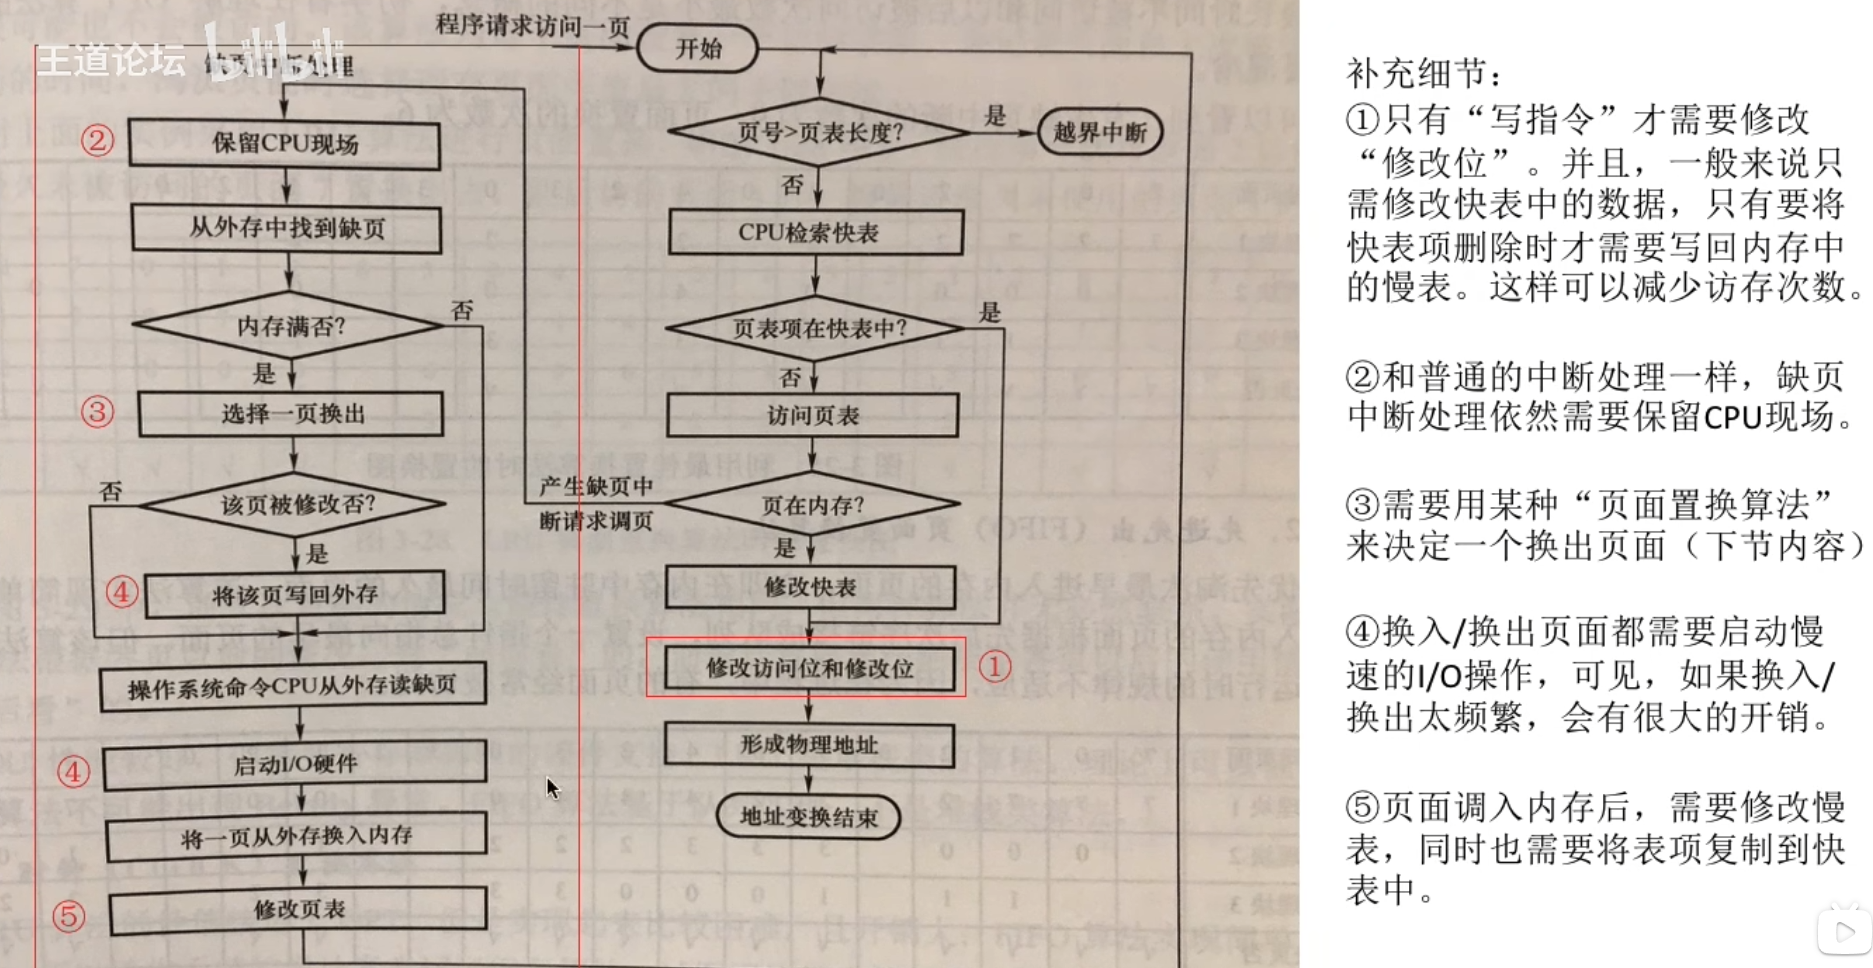 王道论坛
bilibili
缺页中断处理
程序请求访问一页
开始
页号>页表长度?
是
越界中断
否
CPU检索快表
页表项在快表中?
是
否
访问页表
页在内存?
产生缺页中
断请求调页
是
修改快表
修改访问位和修改位
①
形成物理地址
地址变换结束
②
保留CPU现场
从外存中找到缺页
内存满否?
否
是
③
选择一页换出
该页被修改否?
否
是
④
将该页写回外存
操作系统命令CPU从外存读缺页
④
启动I/O硬件
将一页从外存换入内存
⑤
修改页表
补充细节：
①只有“写指令”才需要修改
“修改位”。并且，一般来说只
需修改快表中的数据，只有要将
快表项删除时才需要写回内存中
的慢表。这样可以减少访存次数。
②和普通的中断处理一样，缺页
中断处理依然需要保留CPU现场。
③需要用某种“页面置换算法”
来决定一个换出页面（下节内容）
④换入/换出页面都需要启动慢
速的I/O操作，可见，如果换入/
换出太频繁，会有很大的开销。
⑤页面调入内存后，需要修改慢
表，同时也需要将表项复制到快
表中。